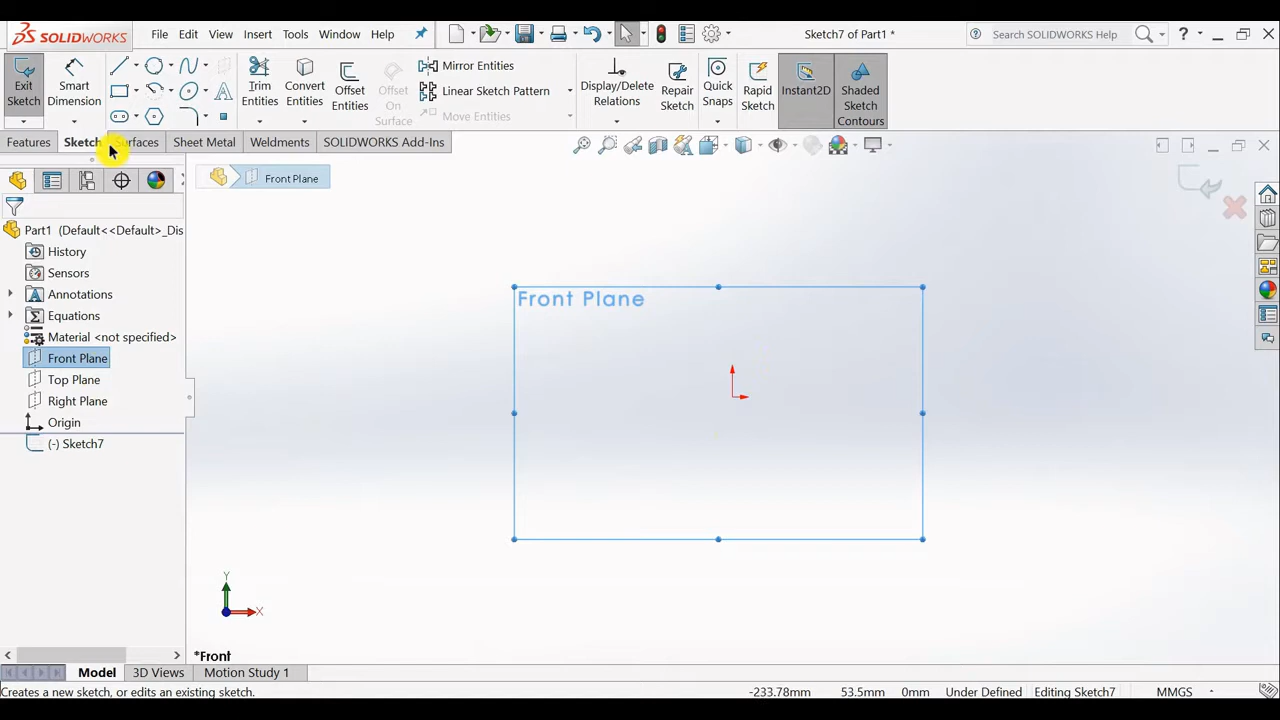 SOLIDWORKS File Edit View Insert Tools Window Help Sketch7 of Part1 * Search SOLIDWORKS Help ?
Exit Sketch
Smart Dimension
Trim Entities
Convert Entities
Offset Entities
Offset On Surface
Mirror Entities
Linear Sketch Pattern
Move Entities
Display/Delete Relations
Repair Sketch
Quick Snaps
Rapid Sketch
Instant2D
Shaded Sketch Contours
Features Sketch Surfaces Sheet Metal Weldments SOLIDWORKS Add-Ins
Front Plane
Part1 (Default<<Default>_Dis
History
Sensors
Annotations
Equations
Material <not specified>
Front Plane
Top Plane
Right Plane
Origin
(-) Sketch7
Front Plane
Y
X
*Front
Model 3D Views Motion Study 1
Creates a new sketch, or edits an existing sketch. -233.78mm 53.5mm 0mm Under Defined Editing Sketch7 MMGS